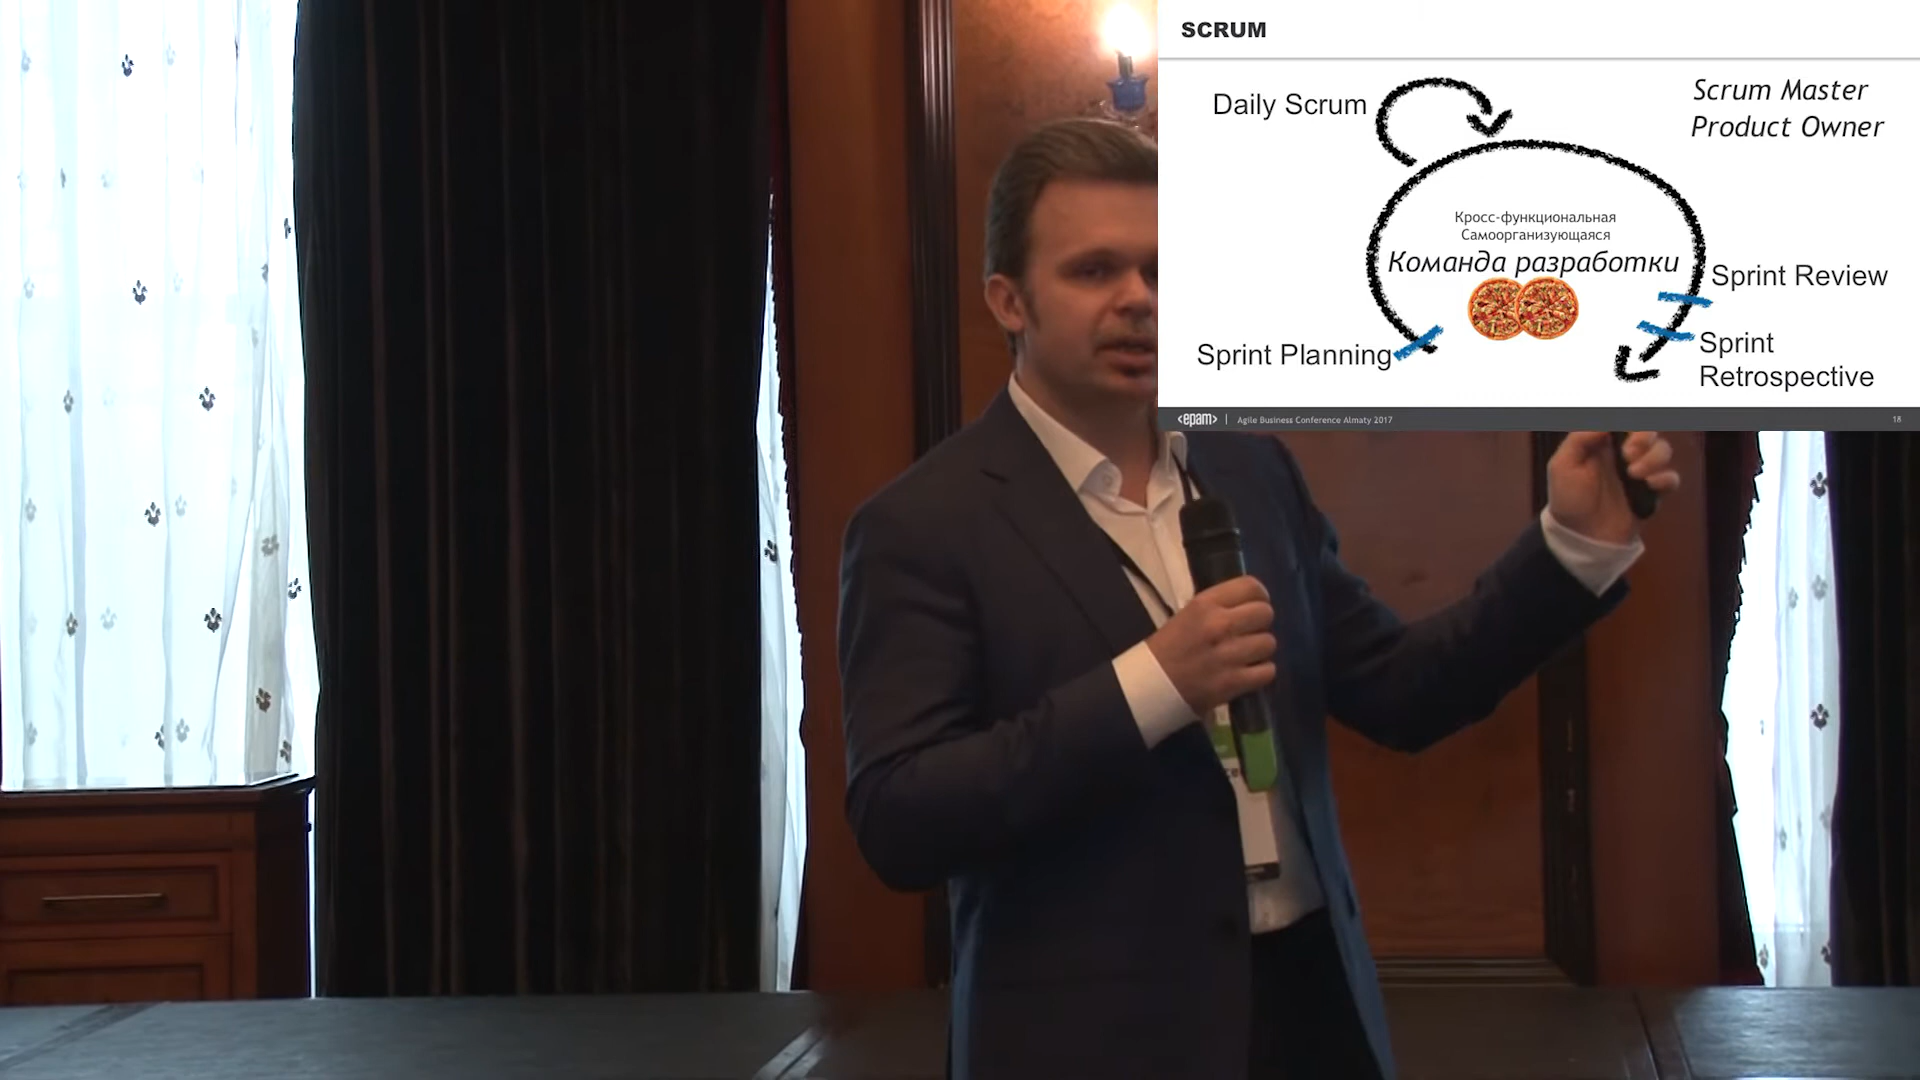 SCRUM
Daily Scrum
Scrum Master
Product Owner
Кросс-функциональная
Самоорганизующаяся
Команда разработки
Sprint Review
Sprint Planning
Sprint
Retrospective
<epam> | Agile Business Conference Almaty 2017
18